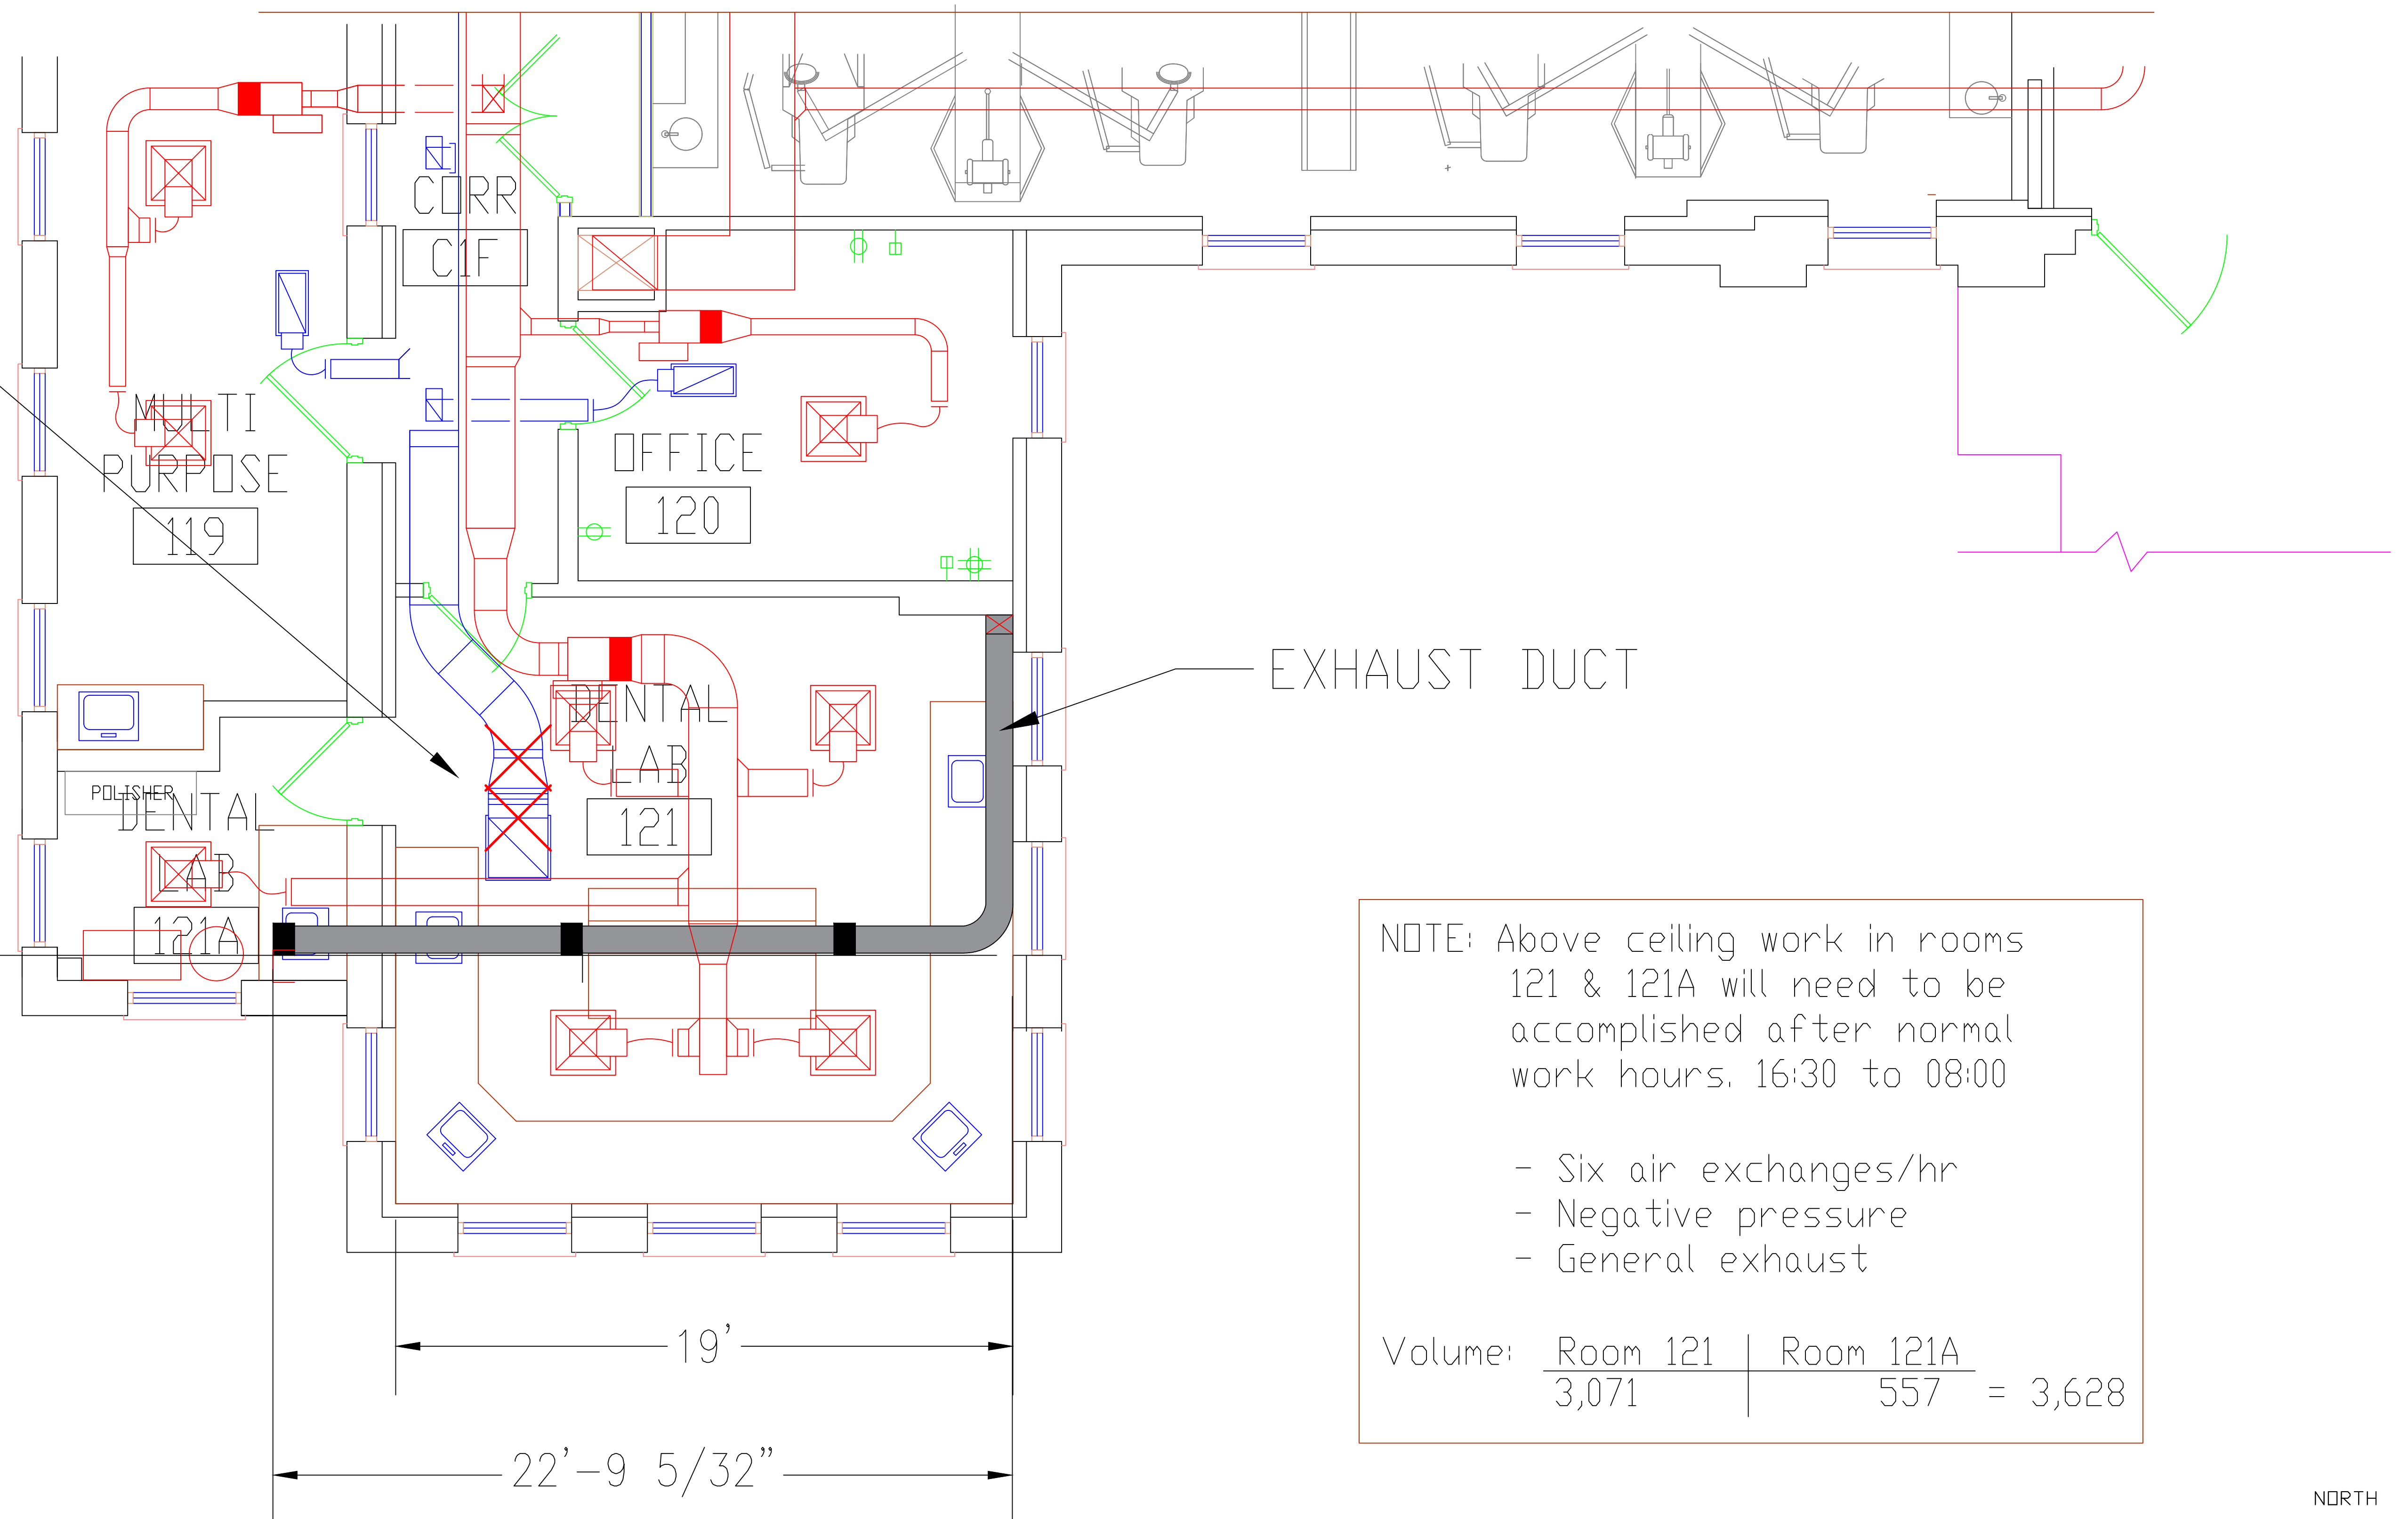 CORR
C1F
MULTI
PURPOSE
119
OFFICE
120
EXHAUST DUCT
DENTAL
LAB
121
POLISHER
DENTAL
LAB
121A
NOTE: Above ceiling work in rooms
121 & 121A will need to be
accomplished after normal
work hours. 16:30 to 08:00
- Six air exchanges/hr
- Negative pressure
- General exhaust
Volume: Room 121 Room 121A
3,071 557 = 3,628
19'
22'-9 5/32"
NORTH